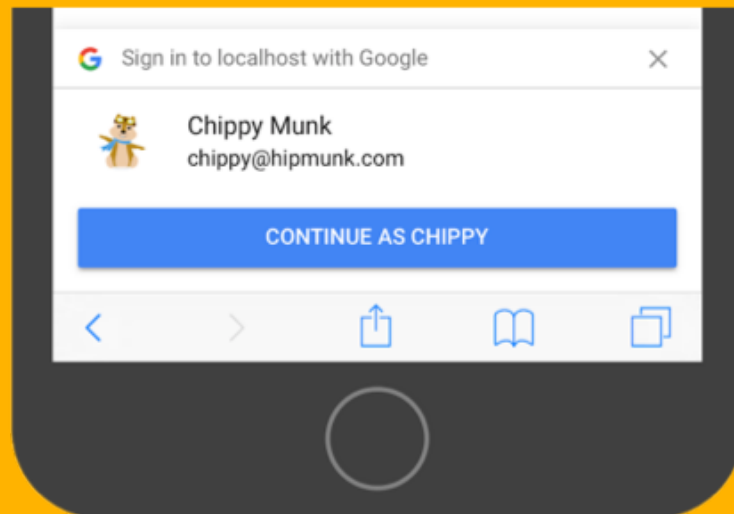 Sign in to localhost with Google
Chippy Munk
chippy@hipmunk.com
CONTINUE AS CHIPPY